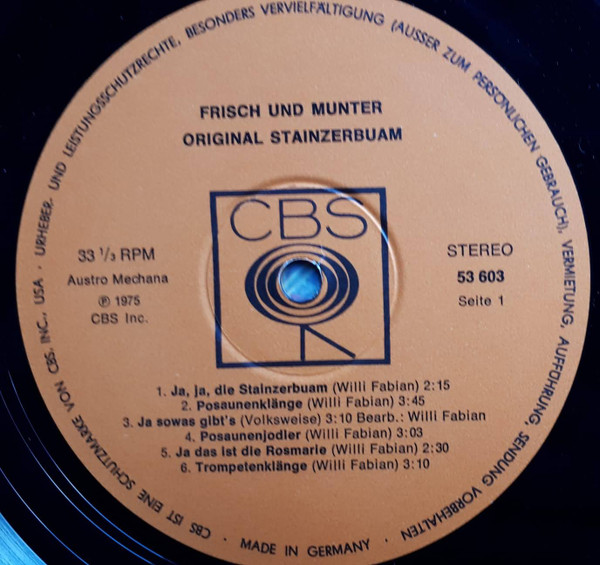 URHEBER- UND LEISTUNGSSCHUTZRECHTE, BESONDERS VERVIELFÄLTIGUNG (AUSSER ZUM PERSÖNLICHEN GEBRAUCH), VERMIETUNG, AUFFÜHRUNG, SENDUNG VORBEHALTEN
FRISCH UND MUNTER
ORIGINAL STAINZERBUAM
CBS
33 1/3 RPM
Austro Mechana
℗ 1975
CBS Inc.
STEREO
53 603
Seite 1
1. Ja, ja, die Stainzerbuam (Willi Fabian) 2:15
2. Posaunenklänge (Willi Fabian) 3:45
3. Ja sowas gibt's (Volksweise) 3:10 Bearb.: Willi Fabian
4. Posaunenjodler (Willi Fabian) 3:03
5. Ja das ist die Rosmarie (Willi Fabian) 2:30
6. Trompetenklänge (Willi Fabian) 3:10
CBS IST EINE SCHUTZMARKE VON CBS, INC., USA ·
· MADE IN GERMANY ·